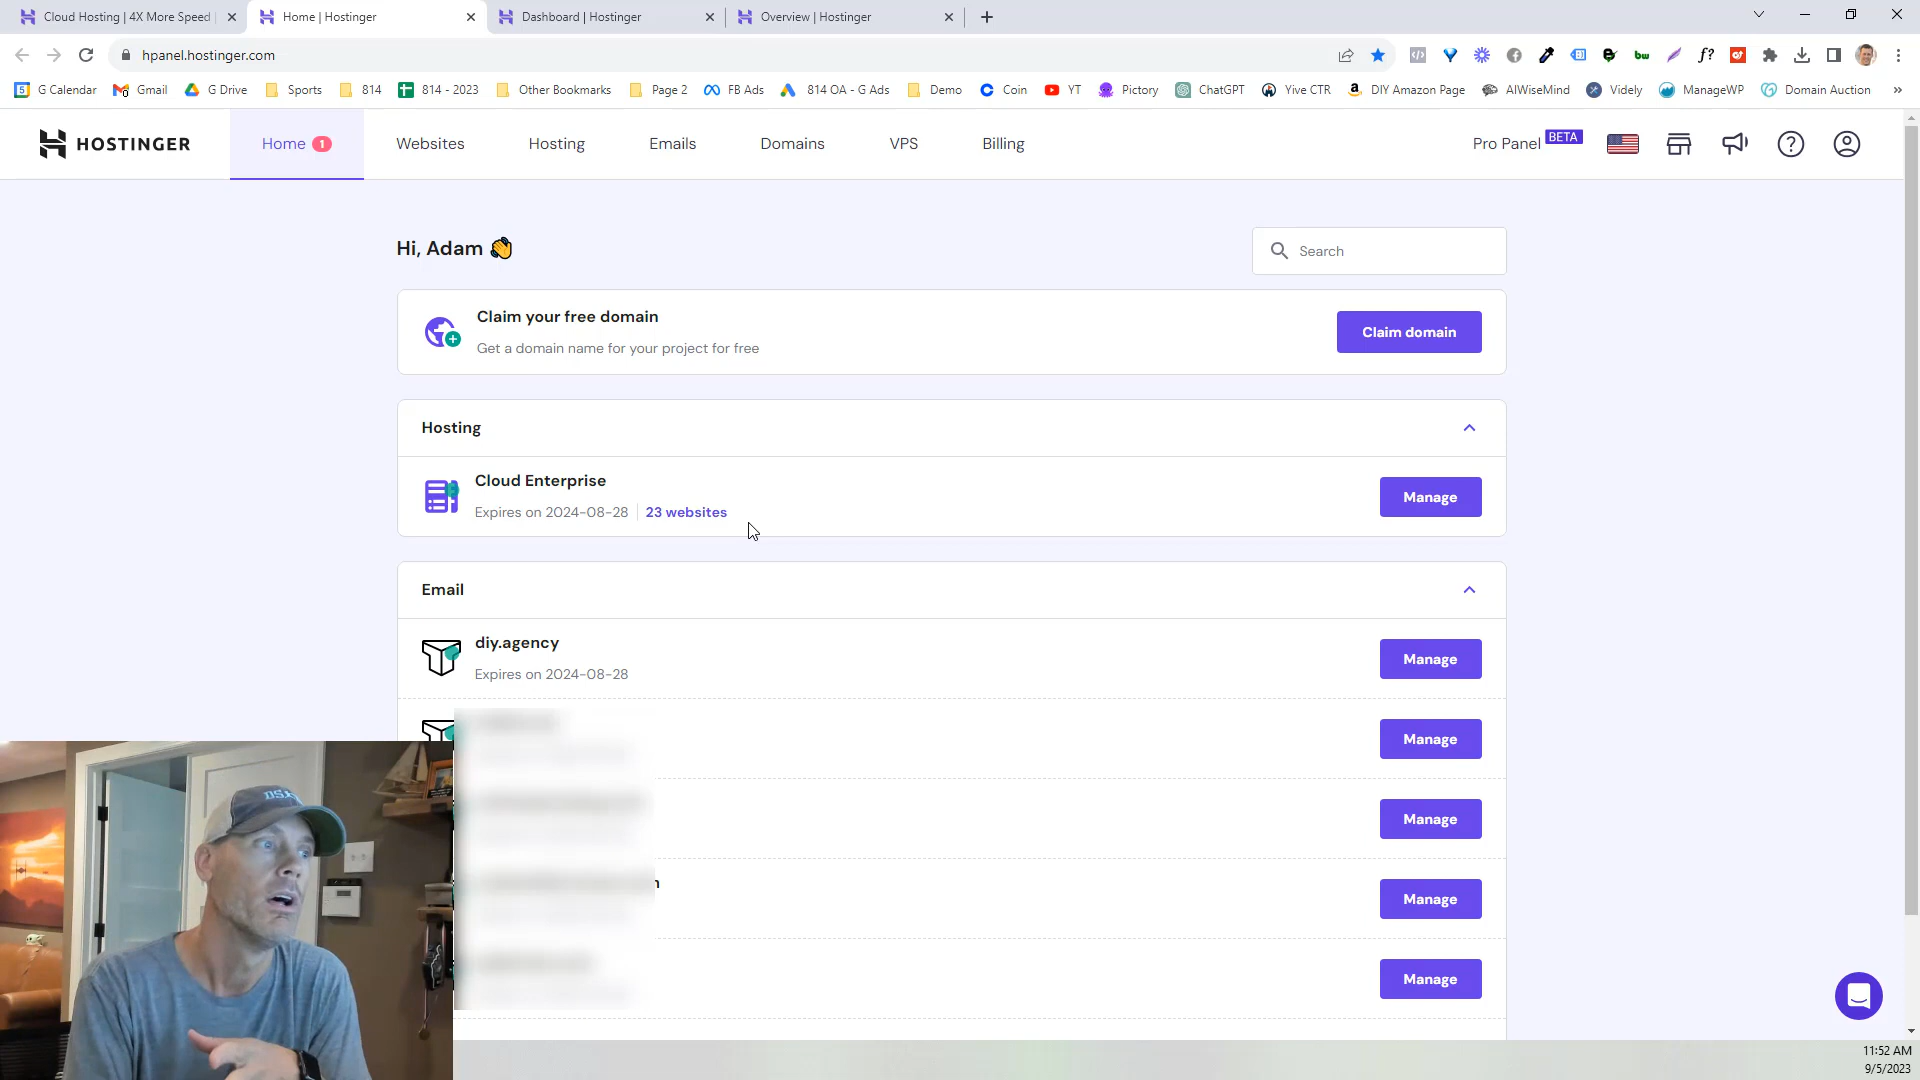 Cloud Hosting | 4X More Speed
Home | Hostinger
Dashboard | Hostinger
Overview | Hostinger
hpanel.hostinger.com
G Calendar
Gmail
G Drive
Sports
814
814 - 2023
Other Bookmarks
Page 2
FB Ads
814 OA - G Ads
Demo
Coin
YT
Pictory
ChatGPT
Yive CTR
DIY Amazon Page
AIWiseMind
Videly
ManageWP
Domain Auction
HOSTINGER
Home 1
Websites
Hosting
Emails
Domains
VPS
Billing
Pro Panel BETA
Hi, Adam 👏
Search
Claim your free domain
Get a domain name for your project for free
Claim domain
Hosting
Cloud Enterprise
Expires on 2024-08-28 | 23 websites
Manage
Email
diy.agency
Expires on 2024-08-28
Manage
Manage
Manage
Manage
Manage
11:52 AM
9/5/2023